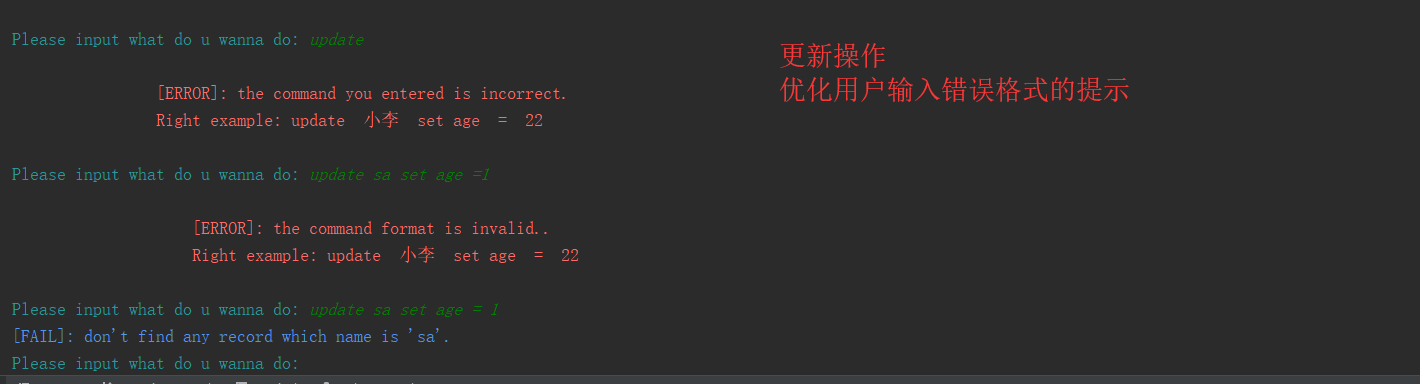 Please input what do u wanna do: update
更新操作
优化用户输入错误格式的提示
[ERROR]: the command you entered is incorrect.
Right example: update 小李 set age = 22
Please input what do u wanna do: update sa set age =1
[ERROR]: the command format is invalid..
Right example: update 小李 set age = 22
Please input what do u wanna do: update sa set age = 1
[FAIL]: don't find any record which name is 'sa'.
Please input what do u wanna do: